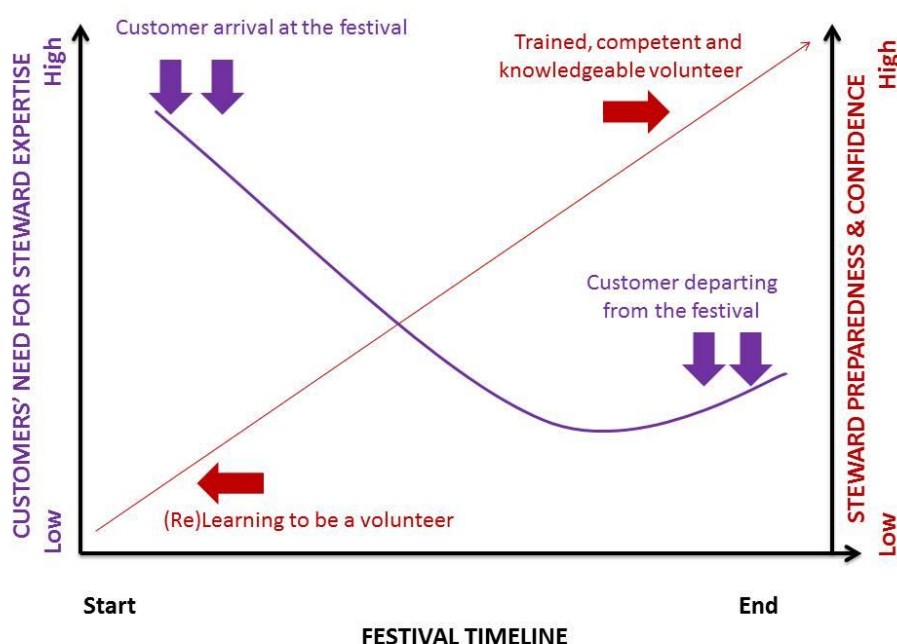 Customer arrival at the festival
Trained, competent and
knowledgeable volunteer
CUSTOMERS’ NEED FOR STEWARD EXPERTISE
High
Low
High
Low
STEWARD PREPAREDNESS & CONFIDENCE
Customer departing
from the festival
(Re)Learning to be a volunteer
Start
End
FESTIVAL TIMELINE